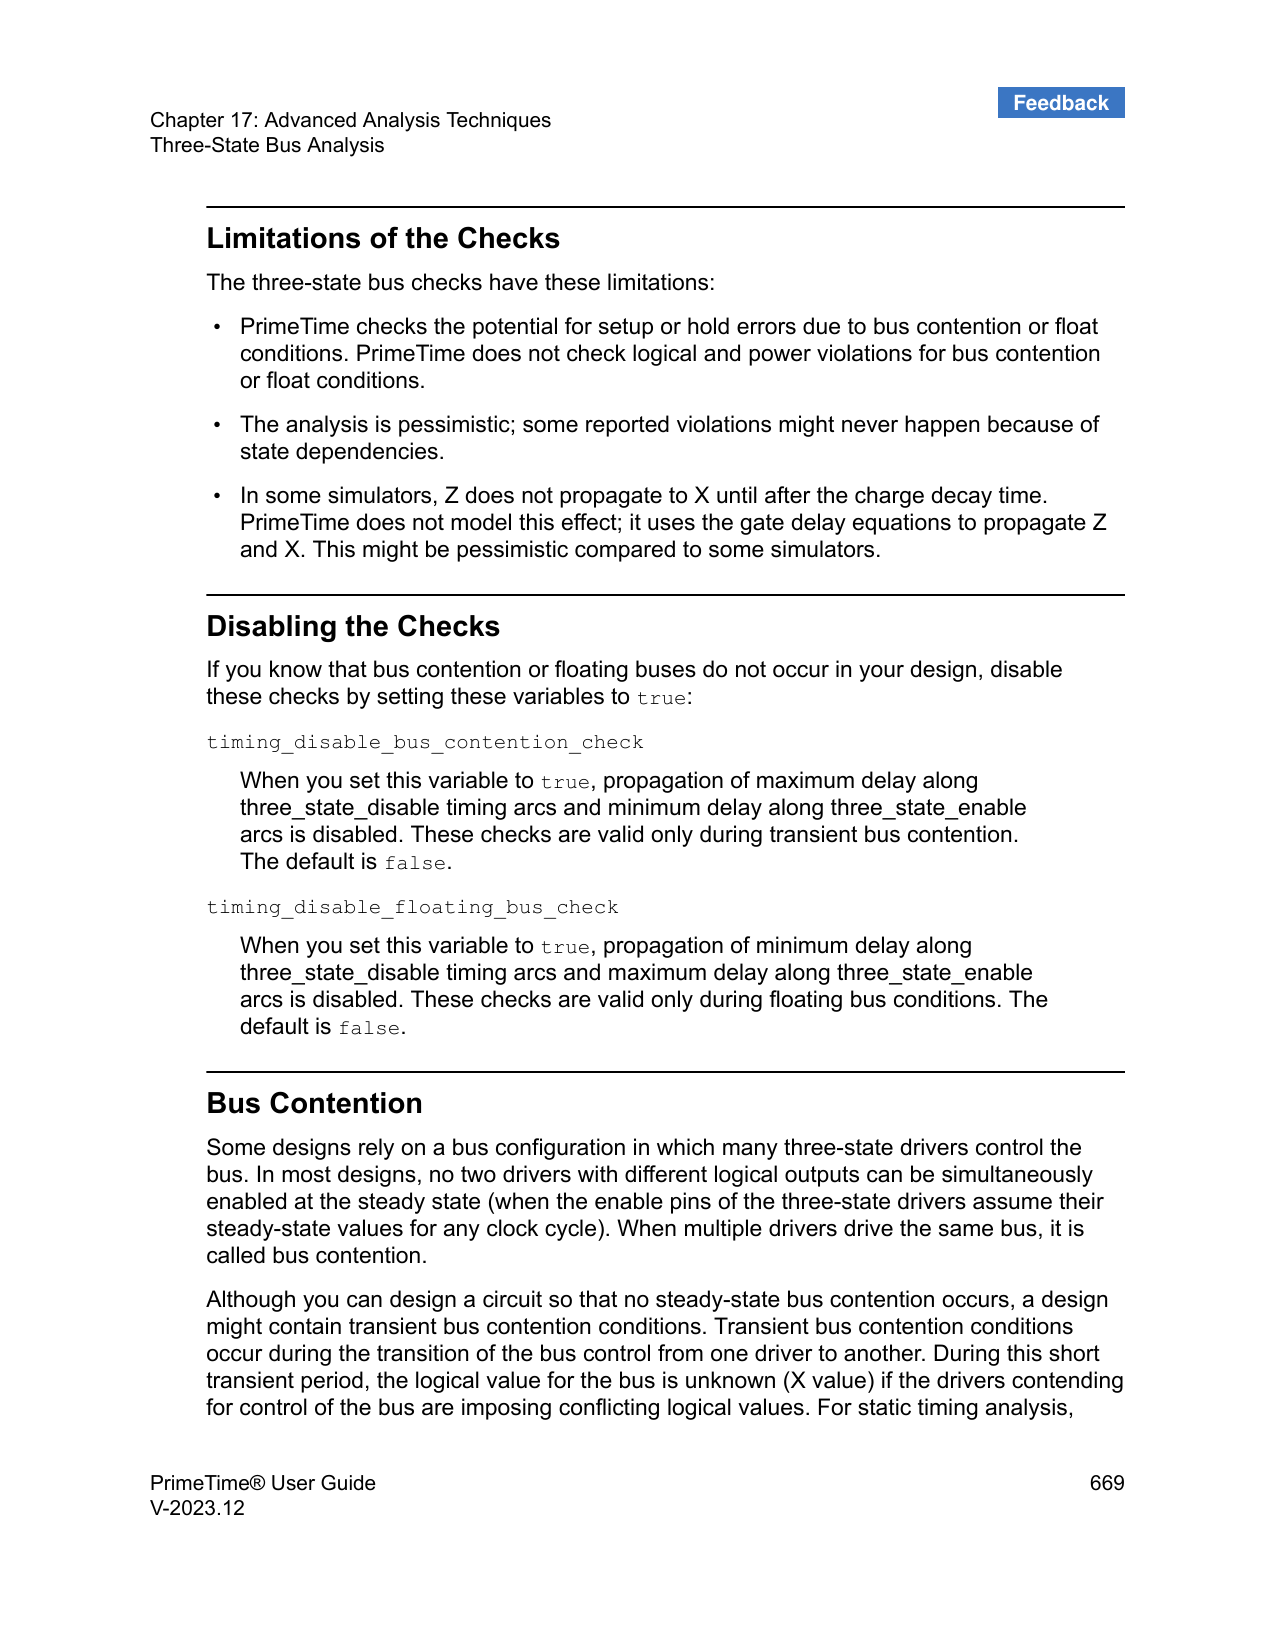 Feedback
Chapter 17: Advanced Analysis Techniques
Three-State Bus Analysis
Limitations of the Checks
The three-state bus checks have these limitations:
• PrimeTime checks the potential for setup or hold errors due to bus contention or float
conditions. PrimeTime does not check logical and power violations for bus contention
or float conditions.
• The analysis is pessimistic; some reported violations might never happen because of
state dependencies.
• In some simulators, Z does not propagate to X until after the charge decay time.
PrimeTime does not model this effect; it uses the gate delay equations to propagate Z
and X. This might be pessimistic compared to some simulators.
Disabling the Checks
If you know that bus contention or floating buses do not occur in your design, disable
these checks by setting these variables to true:
timing_disable_bus_contention_check
When you set this variable to true, propagation of maximum delay along
three_state_disable timing arcs and minimum delay along three_state_enable
arcs is disabled. These checks are valid only during transient bus contention.
The default is false.
timing_disable_floating_bus_check
When you set this variable to true, propagation of minimum delay along
three_state_disable timing arcs and maximum delay along three_state_enable
arcs is disabled. These checks are valid only during floating bus conditions. The
default is false.
Bus Contention
Some designs rely on a bus configuration in which many three-state drivers control the
bus. In most designs, no two drivers with different logical outputs can be simultaneously
enabled at the steady state (when the enable pins of the three-state drivers assume their
steady-state values for any clock cycle). When multiple drivers drive the same bus, it is
called bus contention.
Although you can design a circuit so that no steady-state bus contention occurs, a design
might contain transient bus contention conditions. Transient bus contention conditions
occur during the transition of the bus control from one driver to another. During this short
transient period, the logical value for the bus is unknown (X value) if the drivers contending
for control of the bus are imposing conflicting logical values. For static timing analysis,
PrimeTime® User Guide
669
V-2023.12